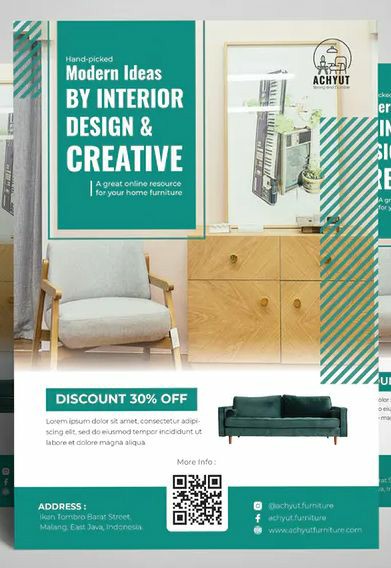 Hand-picked
Modern Ideas
BY INTERIOR
DESIGN &
CREATIVE
A great online resource
for your home furniture
ACHYUT
DISCOUNT 30% OFF
Lorem ipsum dolor sit amet, consectetur adipi-
scing elit, sed do eiusmod tempor incididunt ut
labore et dolore magna aliqua
More Info :
ADDRESS :
Ikan Tombro Barat Street,
Malang, East Java, Indonesia.
@achyut.furniture
achyut.furniture
www.achyutfurniture.com